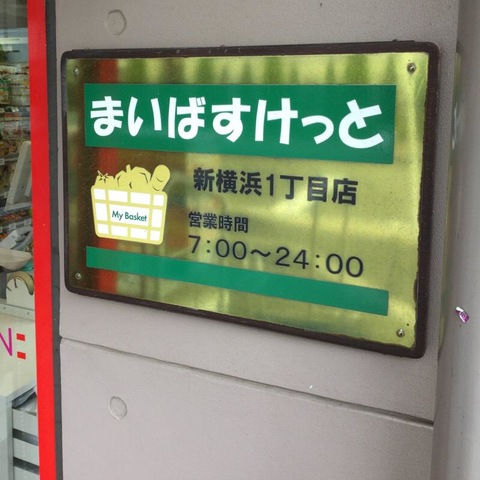 まいばすけっと
新横浜1丁目店
My Basket
営業時間
7:00～24:00
N: